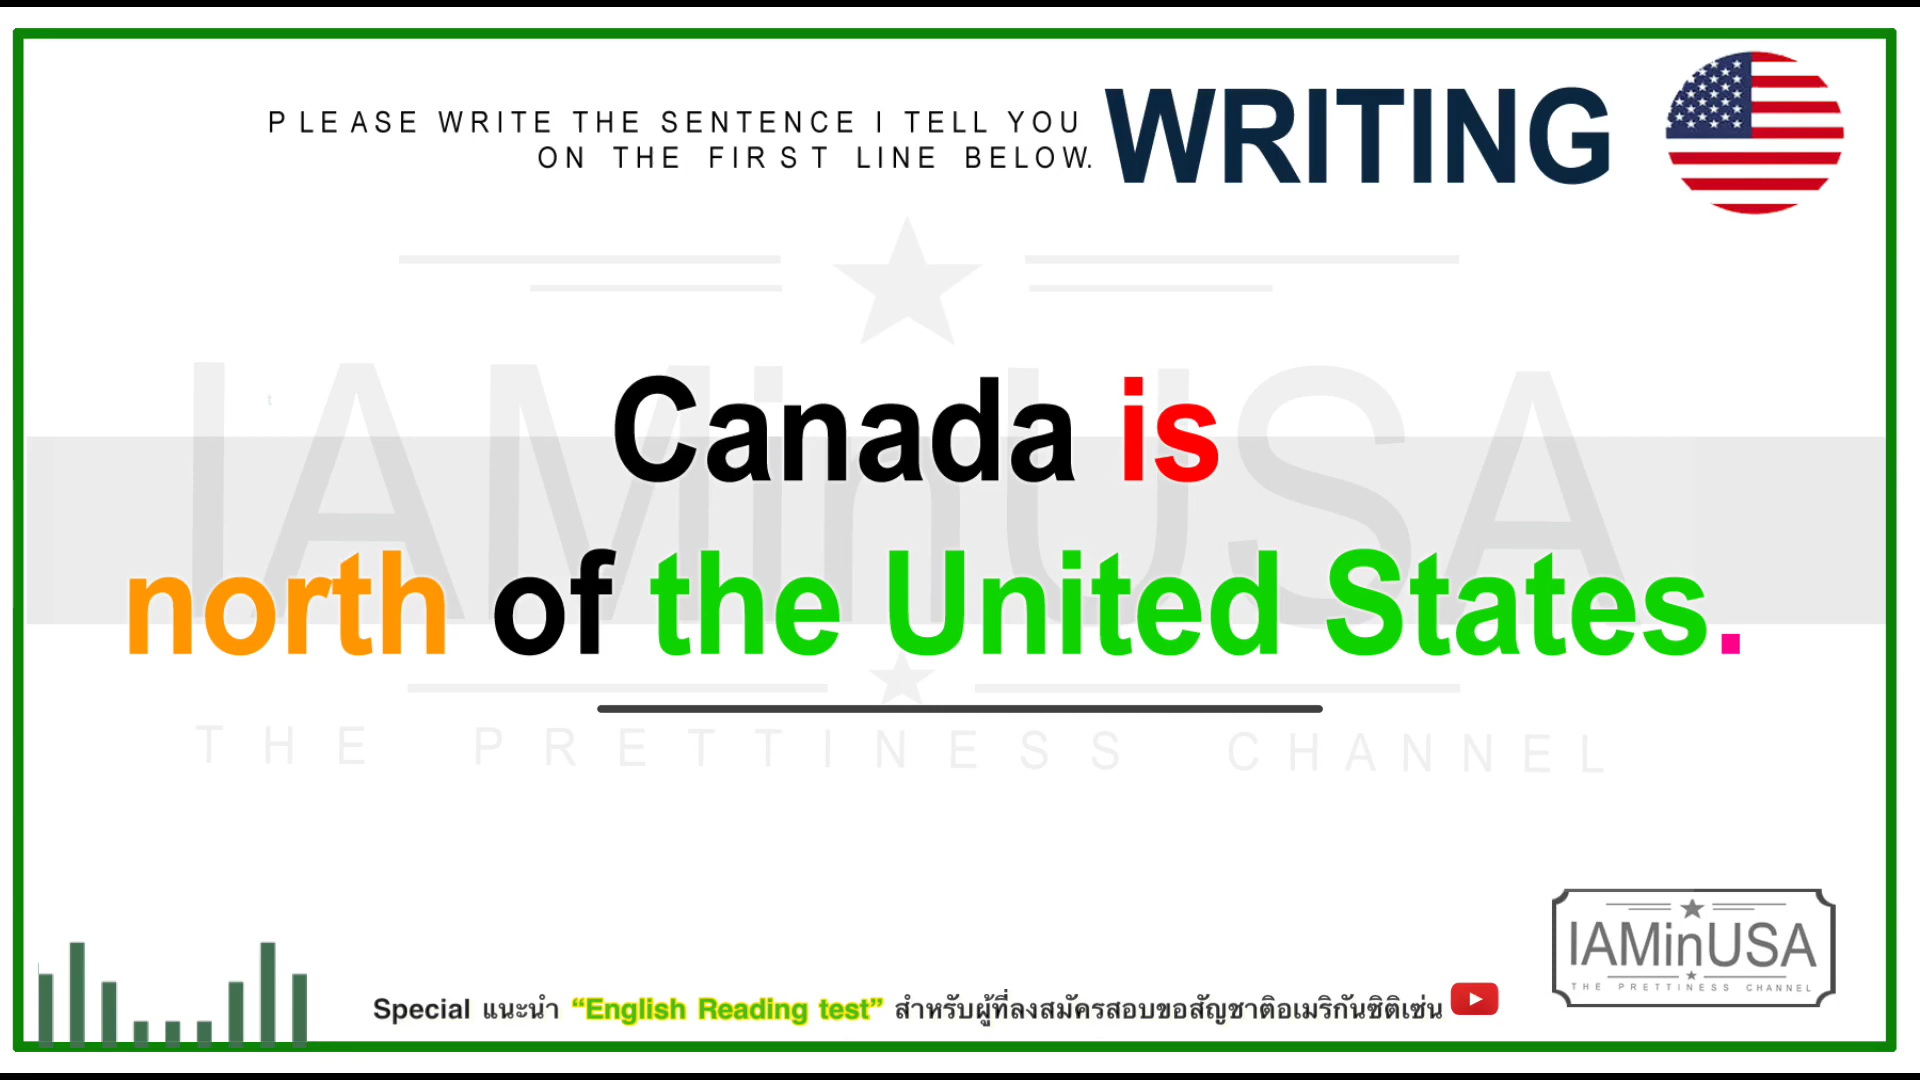 PLEASE WRITE THE SENTENCE I TELL YOU
ON THE FIRST LINE BELOW.
WRITING
IAMinUSA
Canada is
north of the United States.
THE PRETTINESS CHANNEL
IAMinUSA
THE PRETTINESS CHANNEL
Special แนะนำ “English Reading test” สำหรับผู้ที่ลงสมัครสอบขอสัญชาติอเมริกันซิติเซ่น